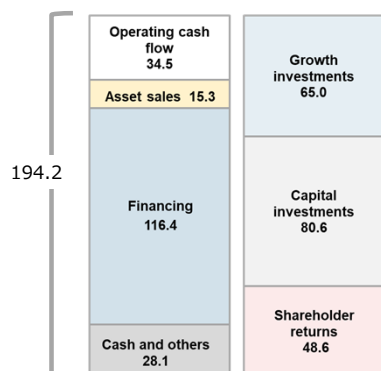 194.2
Operating cash
flow
34.5
Asset sales 15.3
Financing
116.4
Cash and others
28.1
Growth
investments
65.0
Capital
investments
80.6
Shareholder
returns
48.6